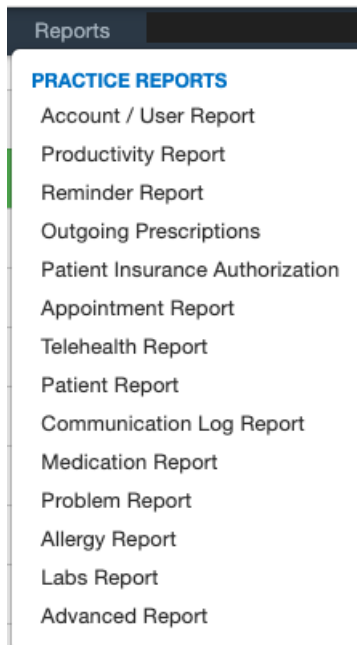 Reports
PRACTICE REPORTS
Account / User Report
Productivity Report
Reminder Report
Outgoing Prescriptions
Patient Insurance Authorization
Appointment Report
Telehealth Report
Patient Report
Communication Log Report
Medication Report
Problem Report
Allergy Report
Labs Report
Advanced Report